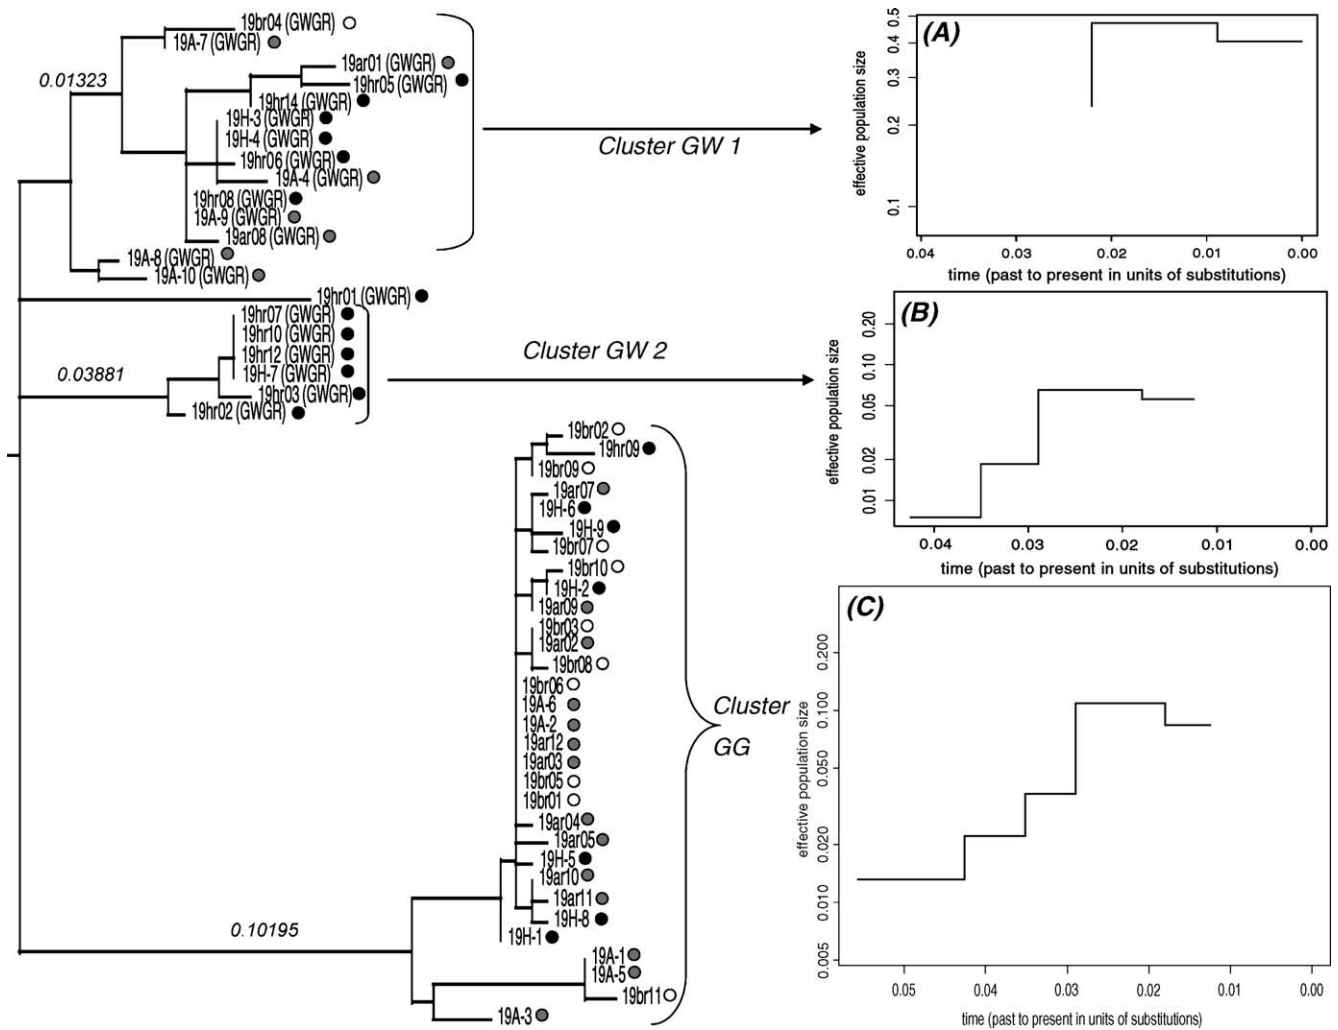 19br04 (GWGR)
19A-7 (GWGR)
0.01323
19ar01 (GWGR)
19hr05 (GWGR)
19hr14 (GWGR)
19H-3 (GWGR)
19H-4 (GWGR)
19hr06 (GWGR)
19A-4 (GWGR)
19hr08 (GWGR)
19A-9 (GWGR)
19ar08 (GWGR)
19A-8 (GWGR)
19A-10 (GWGR)
Cluster GW 1
19hr01 (GWGR)
19hr07 (GWGR)
19hr10 (GWGR)
19hr12 (GWGR)
19H-7 (GWGR)
0.03881
19hr03 (GWGR)
19hr02 (GWGR)
Cluster GW 2
19br02
19hr09
19br09
19ar07
19H-6
19H-9
19br07
19br10
19H-2
19ar09
19br03
19ar02
19br08
19br06
19A-6
19A-2
19ar12
19ar03
19br05
19br01
19ar04
19ar05
19H-5
19ar10
19ar11
19H-8
19H-1
0.10195
19A-1
19A-5
19br11
19A-3
Cluster
GG
(A)
effective population size
0.5
0.4
0.3
0.2
0.1
0.04 0.03 0.02 0.01 0.00
time (past to present in units of substitutions)
(B)
effective population size
0.20
0.10
0.05
0.02
0.01
0.04 0.03 0.02 0.01 0.00
time (past to present in units of substitutions)
(C)
effective population size
0.200
0.100
0.050
0.020
0.010
0.005
0.05 0.04 0.03 0.02 0.01 0.00
time (past to present in units of substitutions)